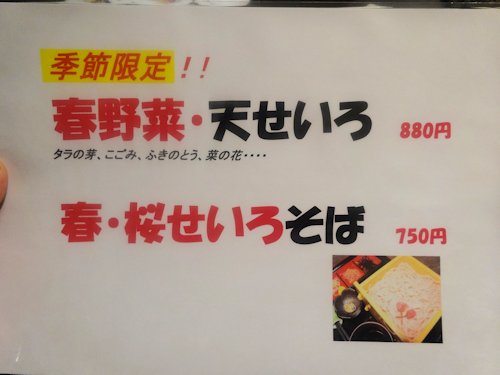 季節限定！！
春野菜・天せいろ 880円
タラの芽、こごみ、ふきのとう、菜の花・・・・
春・桜せいろそば 750円